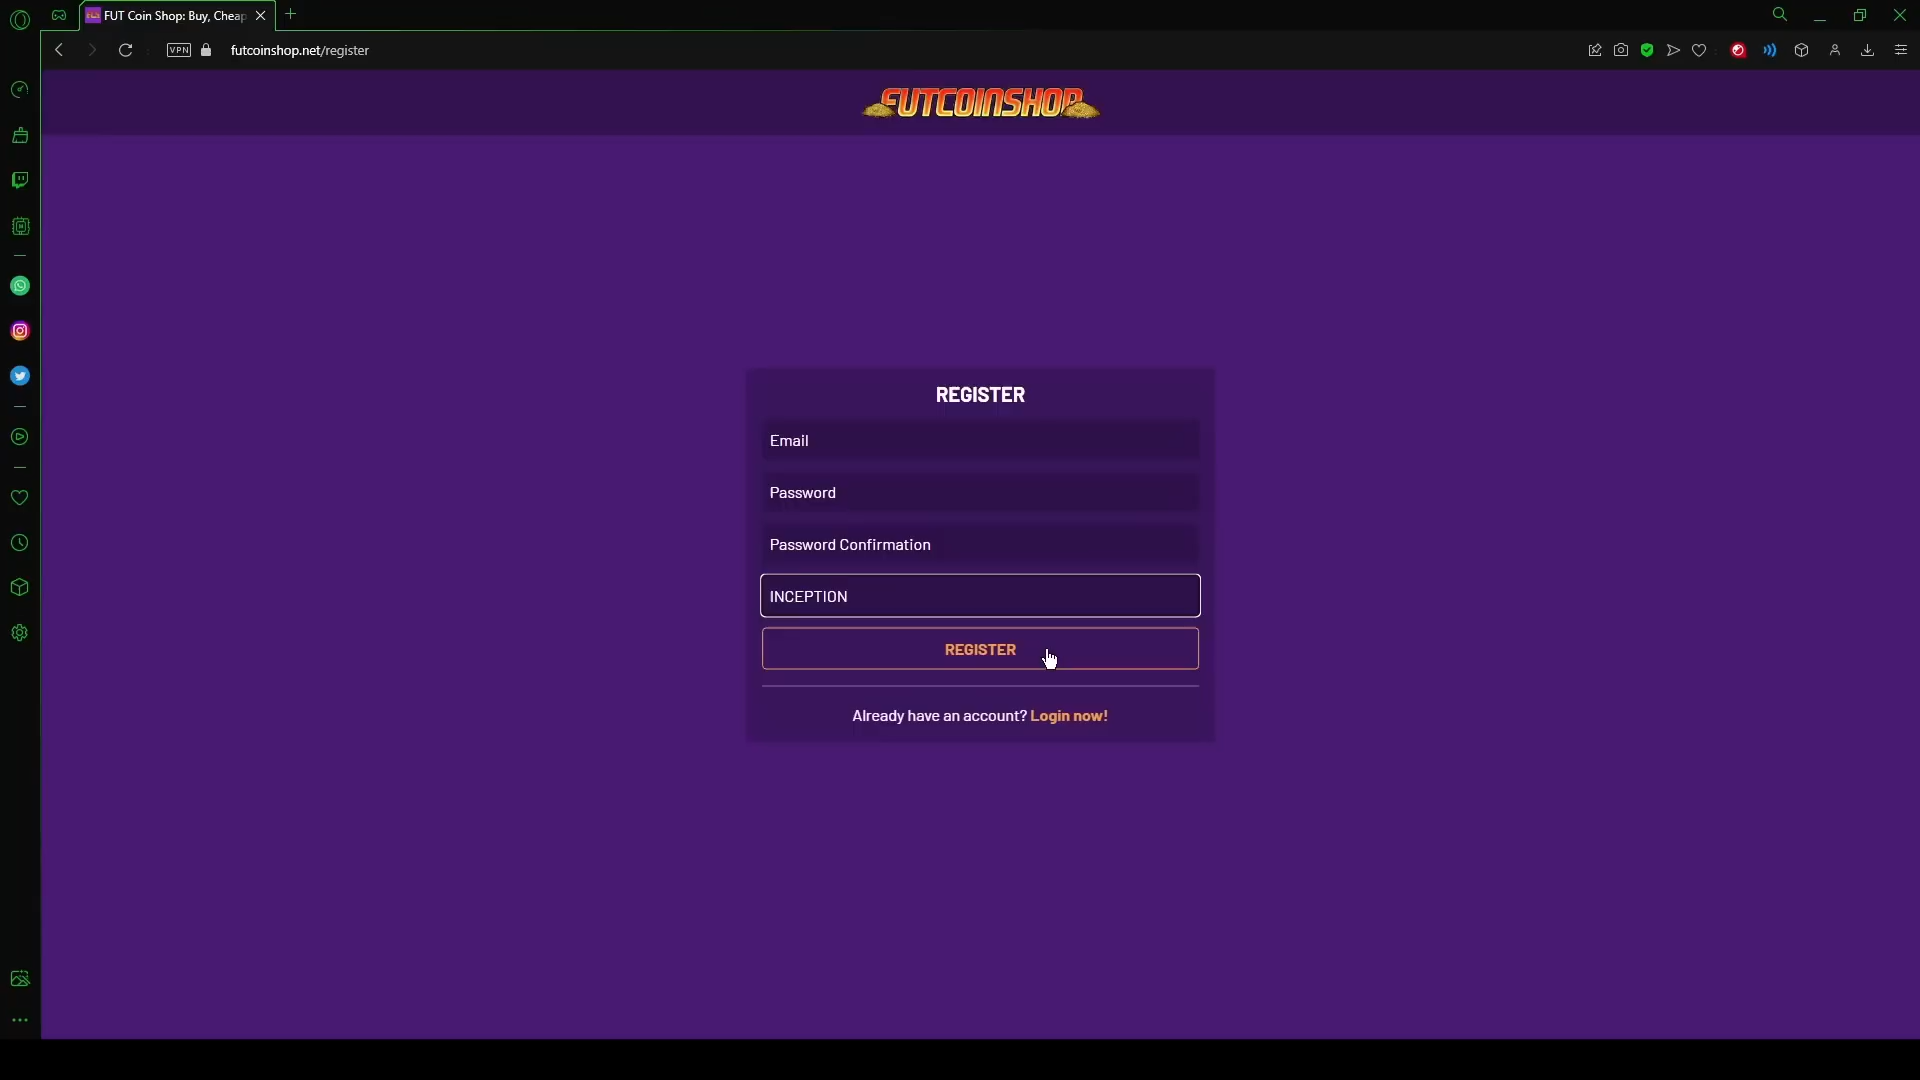 FUT Coin Shop: Buy, Cheap
VPN
futcoinshop.net/register
FUTCOINSHOP
REGISTER
Email
Password
Password Confirmation
INCEPTION
REGISTER
Already have an account? Login now!